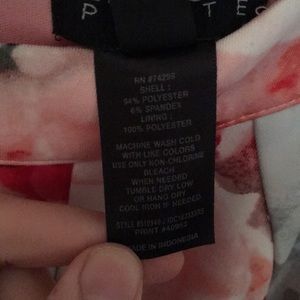 RN #74299
SHELL :
94% POLYESTER
6% SPANDEX
LINING :
100% POLYESTER
MACHINE WASH COLD
WITH LIKE COLORS
USE ONLY NON-CHLORINE
BLEACH
WHEN NEEDED
TUMBLE DRY LOW
OR HANG DRY
COOL IRON IF NEEDED
MADE IN INDONESIA